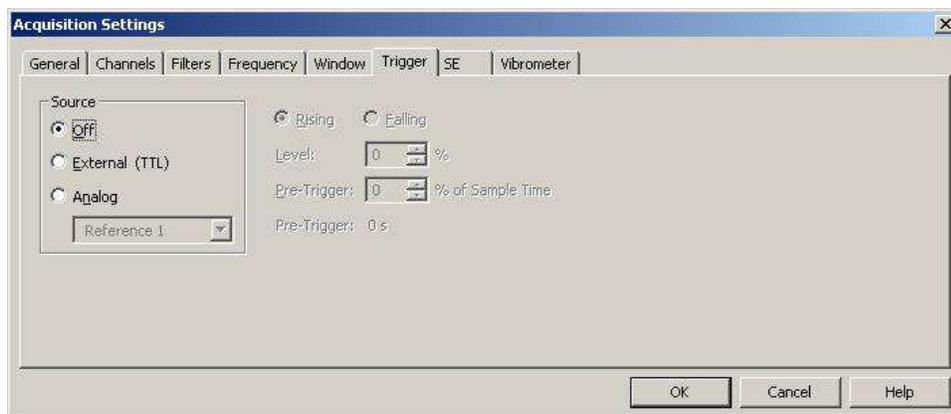 Acquisition Settings
General Channels Filters Frequency Window Trigger SE Vibrometer
Source
Off
External (TTL)
Analog
Reference 1
Rising Falling
Level: 0 %
Pre-Trigger: 0 % of Sample Time
Pre-Trigger: 0 s
OK Cancel Help